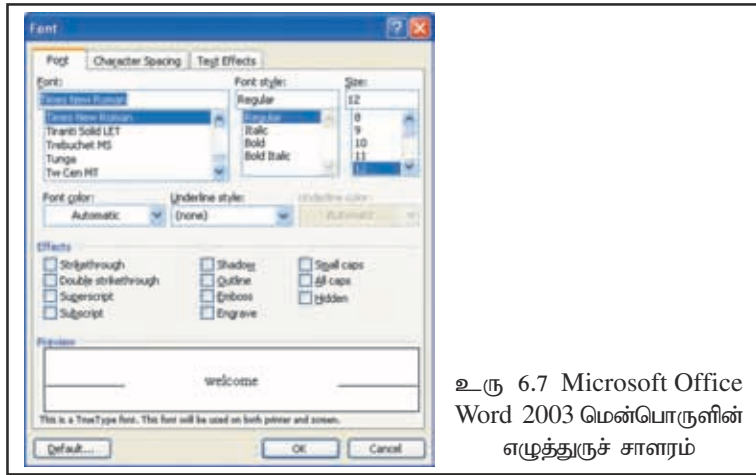 Font
Font Character Spacing Text Effects
Font: Font style: Size:
Times New Roman Regular 12
Times New Roman Regular 8
Tiranti Solid LET Italic 9
Trebuchet MS Bold 10
Tunga Bold Italic 11
Tw Cen MT 12
Font color: Underline style: Underline color:
Automatic (none) Automatic
Effects
Strikethrough Shadow Small caps
Double strikethrough Outline All caps
Superscript Emboss Hidden
Subscript Engrave
Preview
welcome
This is a TrueType font. This font will be used on both printer and screen.
Default... OK Cancel
உரு 6.7 Microsoft Office
Word 2003 மென்பொருளின்
எழுத்துருச் சாளரம்